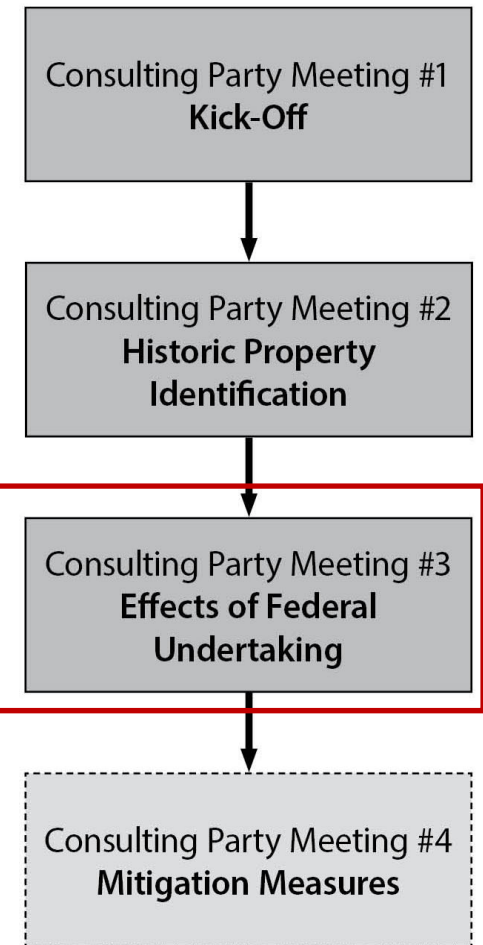 Consulting Party Meeting #1
Kick-Off
Consulting Party Meeting #2
Historic Property
Identification
Consulting Party Meeting #3
Effects of Federal
Undertaking
Consulting Party Meeting #4
Mitigation Measures